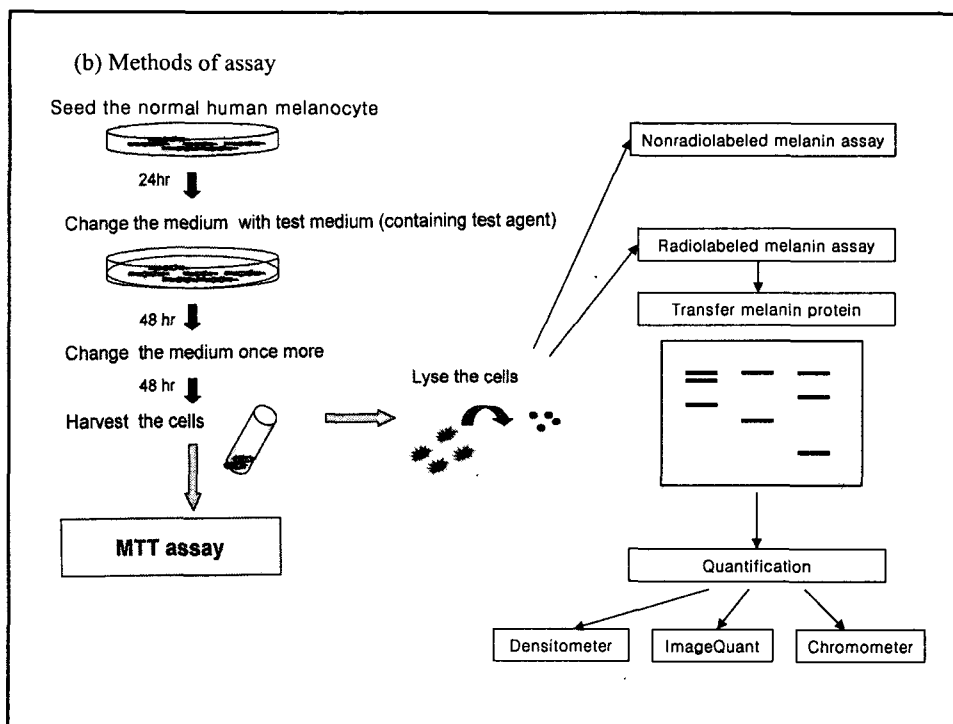 (b) Methods of assay
Seed the normal human melanocyte
24hr
Change the medium with test medium (containing test agent)
48 hr
Change the medium once more
48 hr
Harvest the cells
MTT assay
Lyse the cells
Nonradiolabeled melanin assay
Radiolabeled melanin assay
Transfer melanin protein
Quantification
Densitometer
ImageQuant
Chromometer